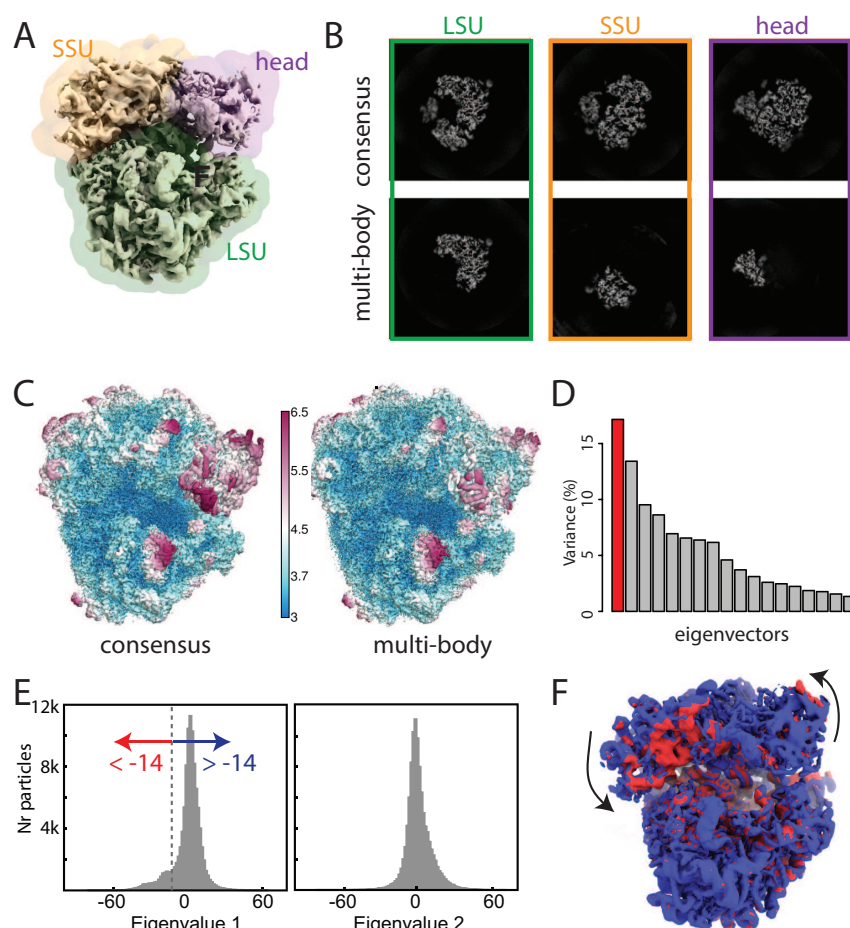 A
SSU
head
F
LSU
B
LSU
SSU
head
consensus
multi-body
C
6.5
5.5
4.5
3.7
3
consensus
multi-body
D
Variance (%)
15
10
5
0
eigenvectors
E
12k
8k
4k
Nr particles
< -14
> -14
-60
0
60
Eigenvalue 1
-60
0
60
Eigenvalue 2
F